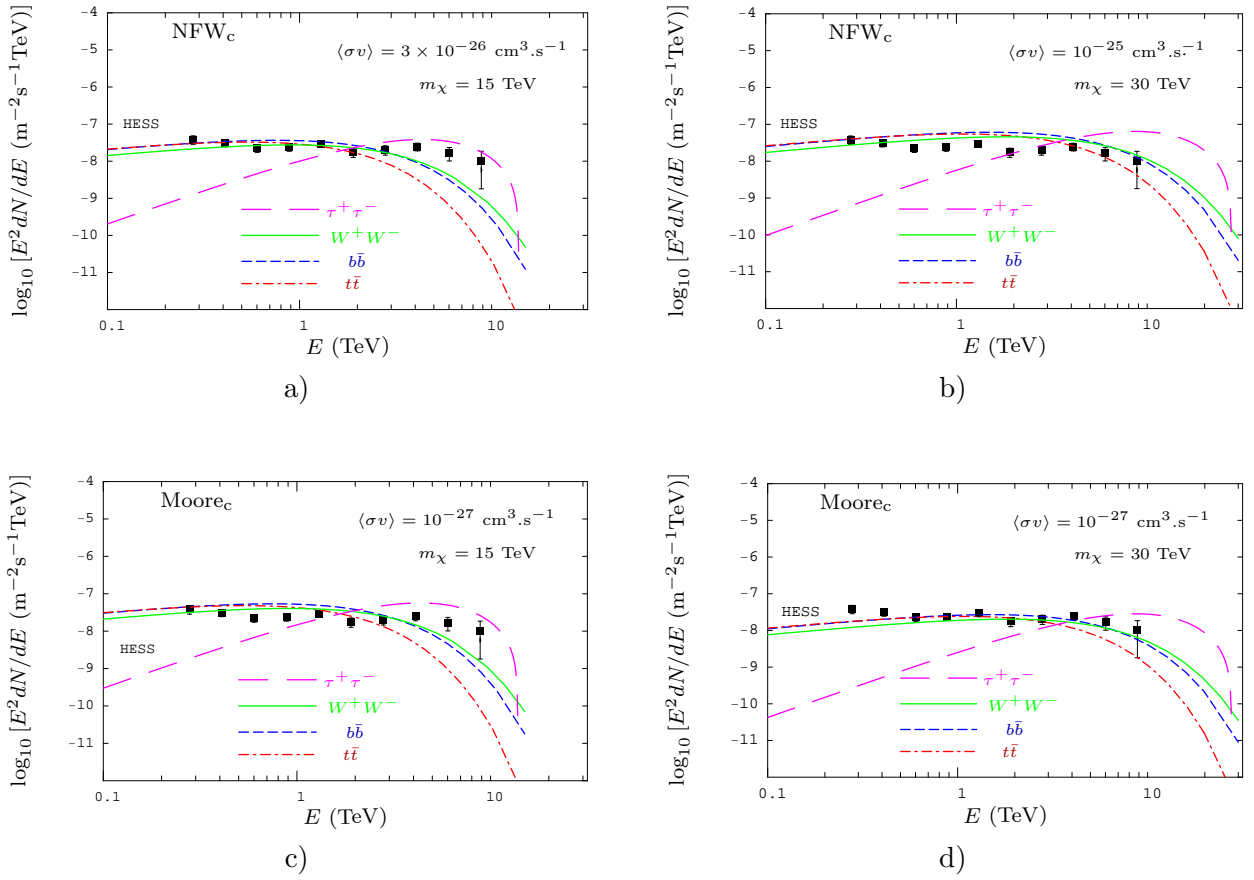 NFWc
⟨σv⟩ = 3 × 10⁻²⁶ cm³.s⁻¹
mχ = 15 TeV
HESS
τ⁺τ⁻
W⁺W⁻
bb̄
tt̄
-4
-5
-6
-7
-8
-9
-10
-11
0.1
1
10
log₁₀ [E²dN/dE (m⁻²s⁻¹TeV)]
E (TeV)
a)
NFWc
⟨σv⟩ = 10⁻²⁵ cm³.s⁻¹
mχ = 30 TeV
HESS
τ⁺τ⁻
W⁺W⁻
bb̄
tt̄
-4
-5
-6
-7
-8
-9
-10
-11
0.1
1
10
log₁₀ [E²dN/dE (m⁻²s⁻¹TeV)]
E (TeV)
b)
Moorec
⟨σv⟩ = 10⁻²⁷ cm³.s⁻¹
mχ = 15 TeV
HESS
τ⁺τ⁻
W⁺W⁻
bb̄
tt̄
-4
-5
-6
-7
-8
-9
-10
-11
0.1
1
10
log₁₀ [E²dN/dE (m⁻²s⁻¹TeV)]
E (TeV)
c)
Moorec
⟨σv⟩ = 10⁻²⁷ cm³.s⁻¹
mχ = 30 TeV
HESS
τ⁺τ⁻
W⁺W⁻
bb̄
tt̄
-4
-5
-6
-7
-8
-9
-10
-11
0.1
1
10
log₁₀ [E²dN/dE (m⁻²s⁻¹TeV)]
E (TeV)
d)